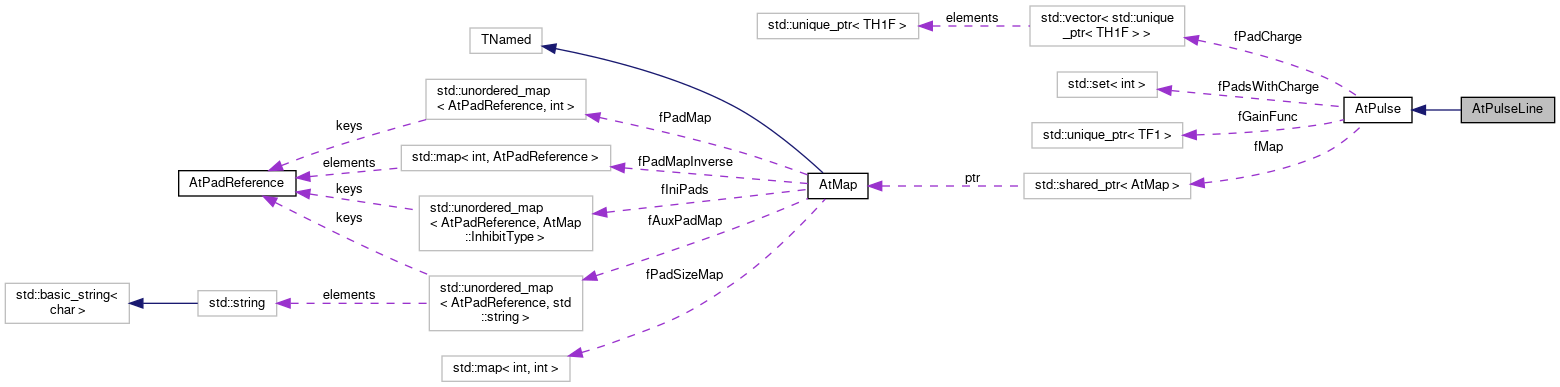 std::unique_ptr< TH1F >
elements
std::vector< std::unique
_ptr< TH1F > >
TNamed
fPadCharge
std::set< int >
fPadsWithCharge
std::unordered_map
< AtPadReference, int >
AtPulse
AtPulseLine
fGainFunc
fPadMap
keys
std::unique_ptr< TF1 >
fMap
std::map< int, AtPadReference >
fPadMapInverse
elements
AtPadReference
keys
fIniPads
AtMap
ptr
std::shared_ptr< AtMap >
std::unordered_map
< AtPadReference, AtMap
::InhibitType >
keys
fAuxPadMap
fPadSizeMap
std::basic_string<
char >
std::string
elements
std::unordered_map
< AtPadReference, std
::string >
std::map< int, int >